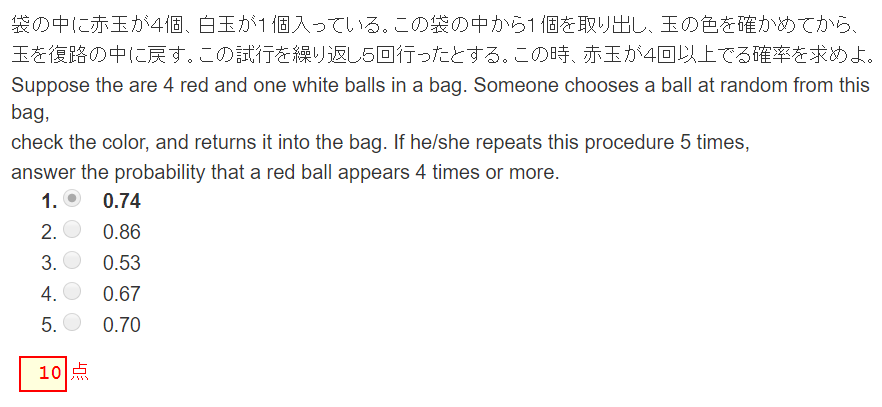 袋の中に赤玉が４個、白玉が１個入っている。この袋の中から１個を取り出し、玉の色を確かめてから、
玉を復路の中に戻す。この試行を繰り返し５回行ったとする。この時、赤玉が４回以上でる確率を求めよ。
Suppose the are 4 red and one white balls in a bag. Someone chooses a ball at random from this
bag,
check the color, and returns it into the bag. If he/she repeats this procedure 5 times,
answer the probability that a red ball appears 4 times or more.
1. 0.74
2. 0.86
3. 0.53
4. 0.67
5. 0.70
10 点